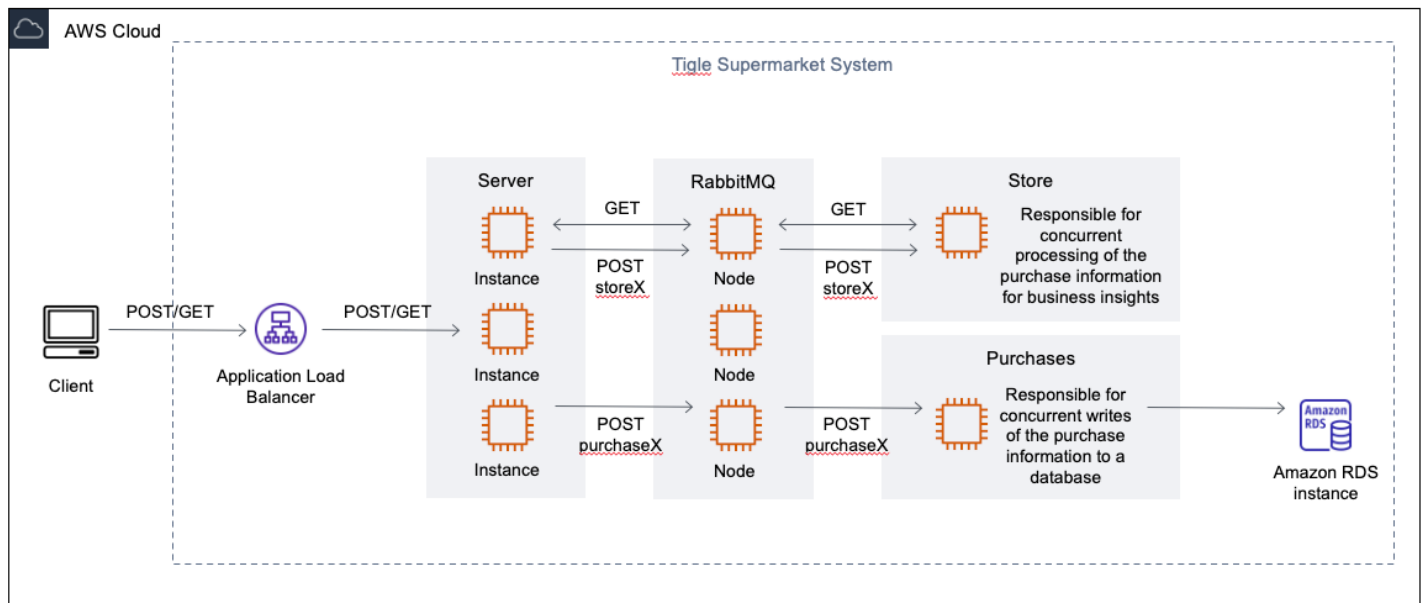 AWS Cloud
Tigle Supermarket System
Server
RabbitMQ
Store
GET
GET
Responsible for
concurrent
processing of the
purchase information
for business insights
Instance
POST
storeX
Node
POST
storeX
POST/GET
POST/GET
Client
Application Load
Balancer
Instance
Node
Purchases
Responsible for
concurrent writes
of the purchase
information to a
database
POST
purchaseX
POST
purchaseX
Instance
Node
Amazon
RDS
Amazon RDS
instance